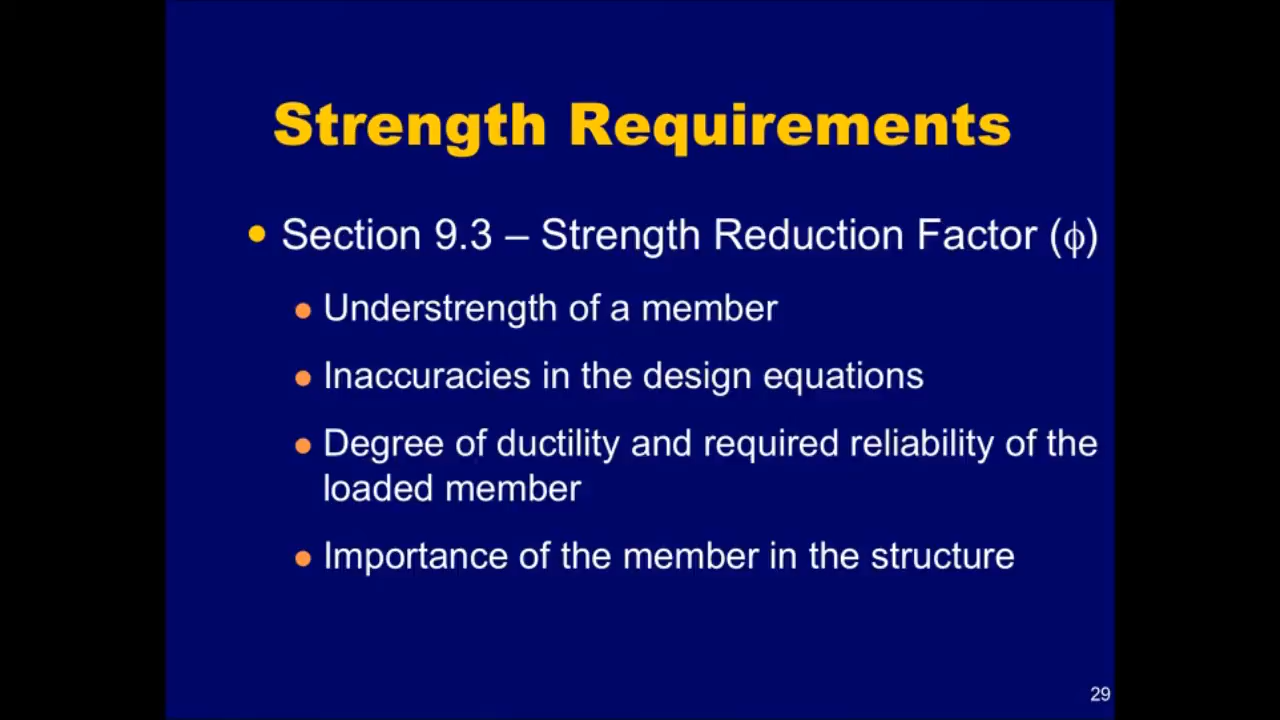 Strength Requirements
• Section 9.3 – Strength Reduction Factor (ϕ)
• Understrength of a member
• Inaccuracies in the design equations
• Degree of ductility and required reliability of the
loaded member
• Importance of the member in the structure
29